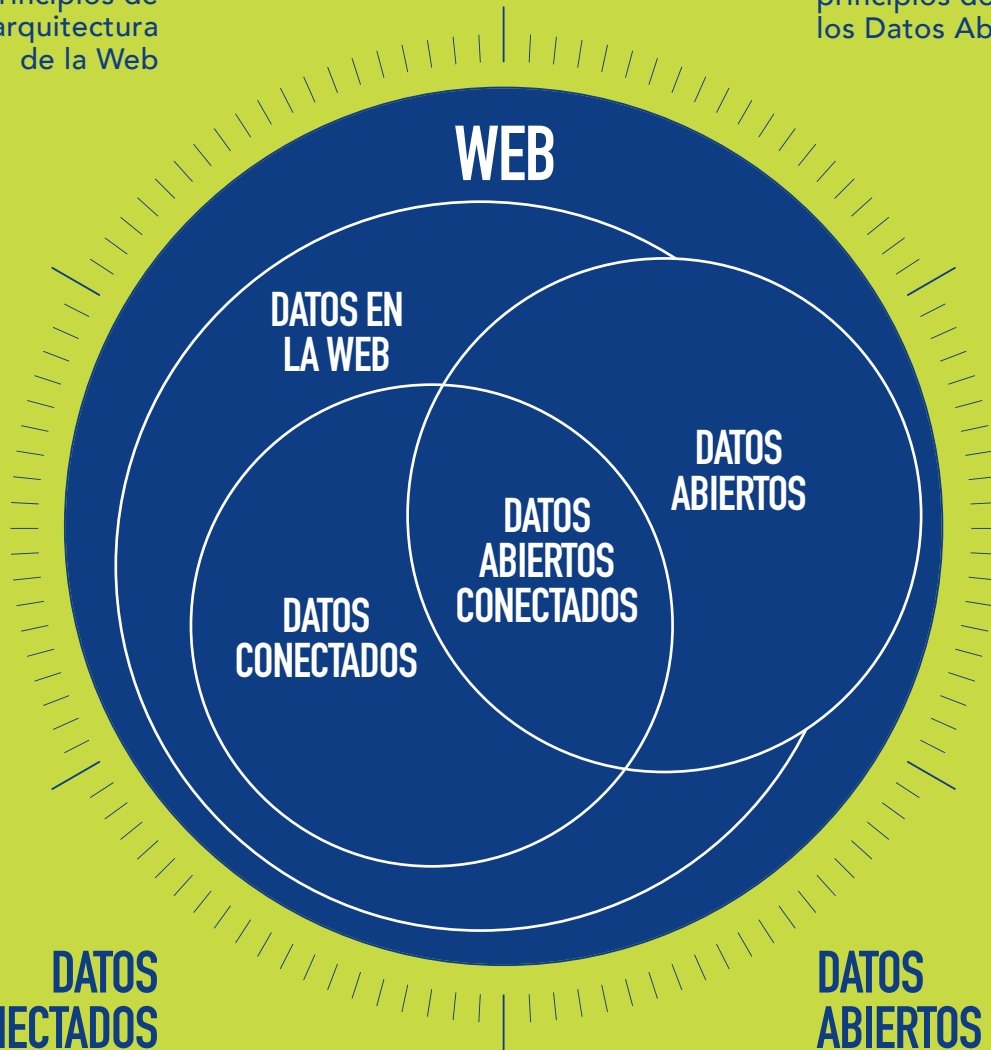 de
arquitectura
de la Web
los Datos
WEB
DATOS EN
LA WEB
DATOS
ABIERTOS
DATOS
ABIERTOS
CONECTADOS
DATOS
CONECTADOS
DATOS
DATOS
ABIERTOS